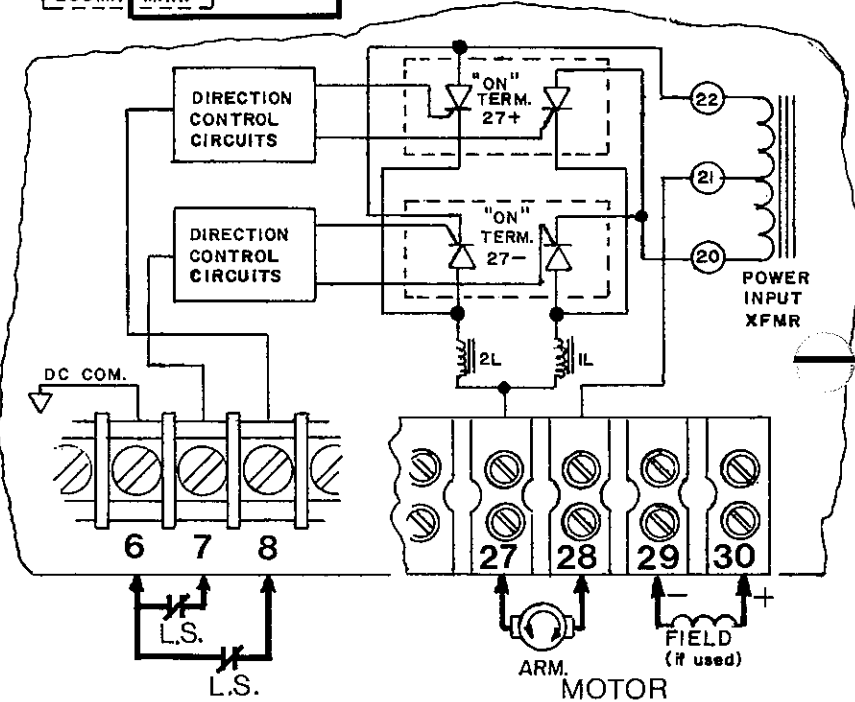 "ON"
TERM.
27+
DIRECTION
CONTROL
CIRCUITS
22
21
"ON"
TERM.
27-
DIRECTION
CONTROL
CIRCUITS
20
POWER
INPUT
XFMR
2L
1L
DC COM.
6 7 8
27 28 29 30
- +
L.S.
L.S.
ARM.
MOTOR
FIELD
(if used)